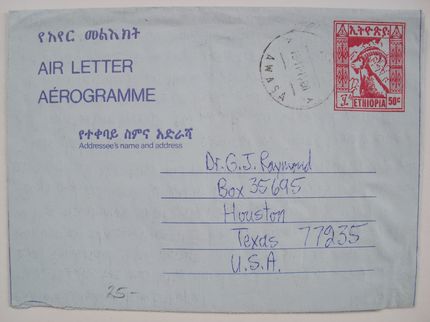 የአየር መልእክት
AIR LETTER
AÉROGRAMME
ኢትዮጵያ
AWASA
ETHIOPIA
50c
የተቀባይ ስምና አድራሻ
Addressee's name and address
Dr. G. J. Raymond
Box 35695
Houston
Texas 77235
U.S.A.
25-